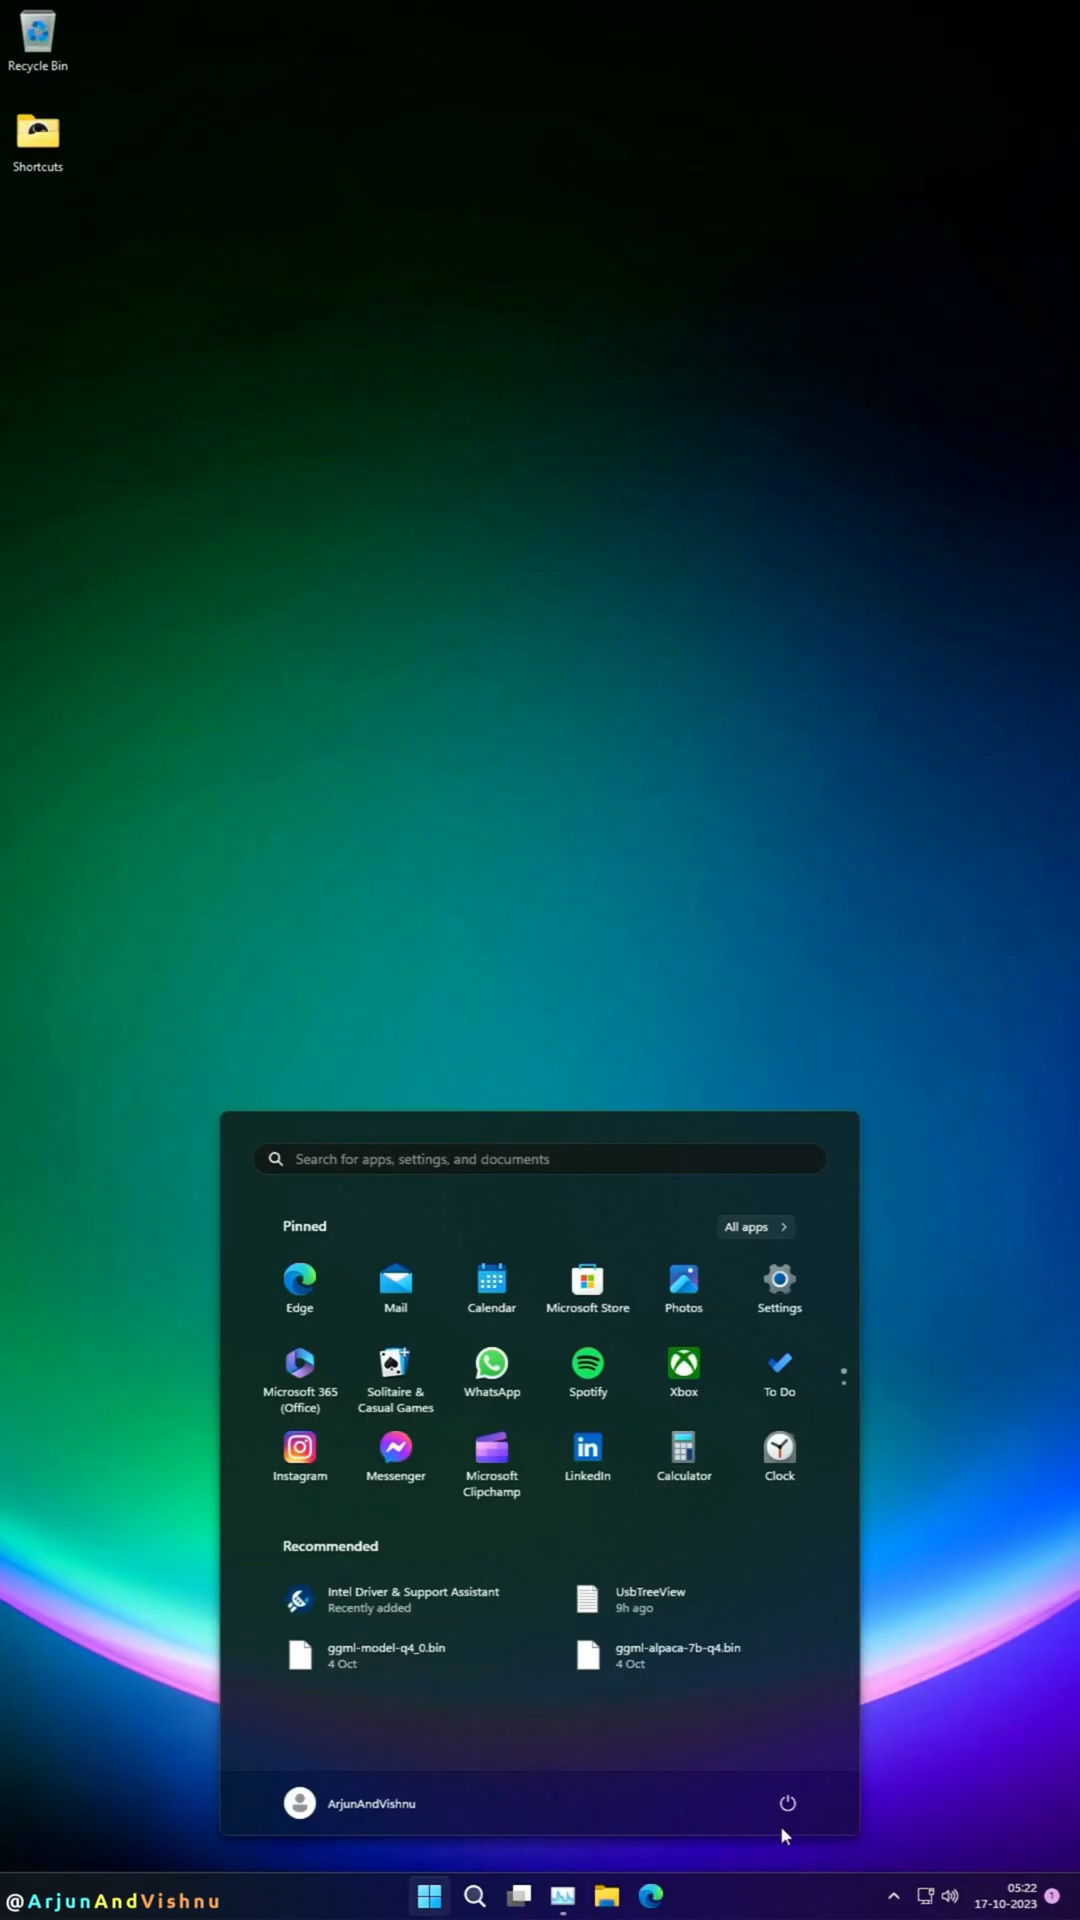 Recycle Bin
Shortcuts
Search for apps, settings, and documents
Pinned
All apps
Edge
Mail
Calendar
Microsoft Store
Photos
Settings
Microsoft 365
(Office)
Solitaire &
Casual Games
WhatsApp
Spotify
Xbox
To Do
Instagram
Messenger
Microsoft
Clipchamp
LinkedIn
Calculator
Clock
Recommended
Intel Driver & Support Assistant
Recently added
UsbTreeView
9h ago
ggml-model-q4_0.bin
4 Oct
ggml-alpaca-7b-q4.bin
4 Oct
ArjunAndVishnu
@ArjunAndVishnu
05:22
17-10-2023
1